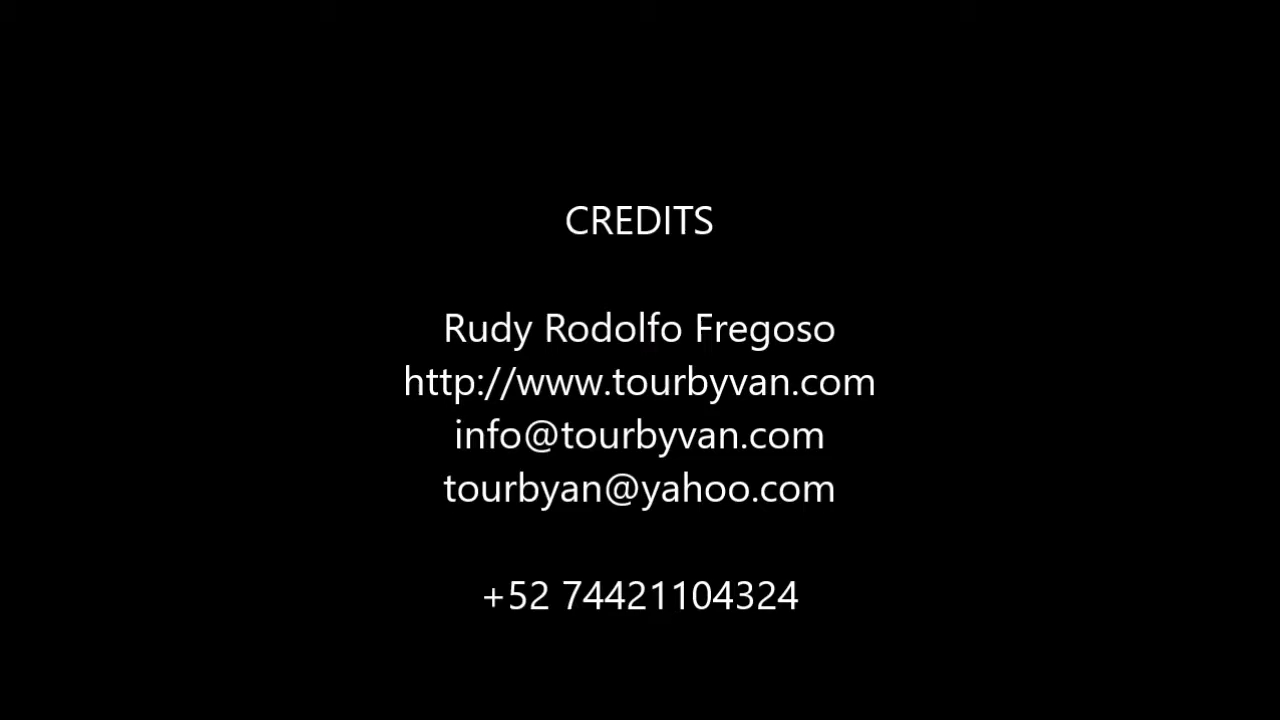 CREDITS
Rudy Rodolfo Fregoso
http://www.tourbyvan.com
info@tourbyvan.com
tourbyan@yahoo.com
+52 74421104324